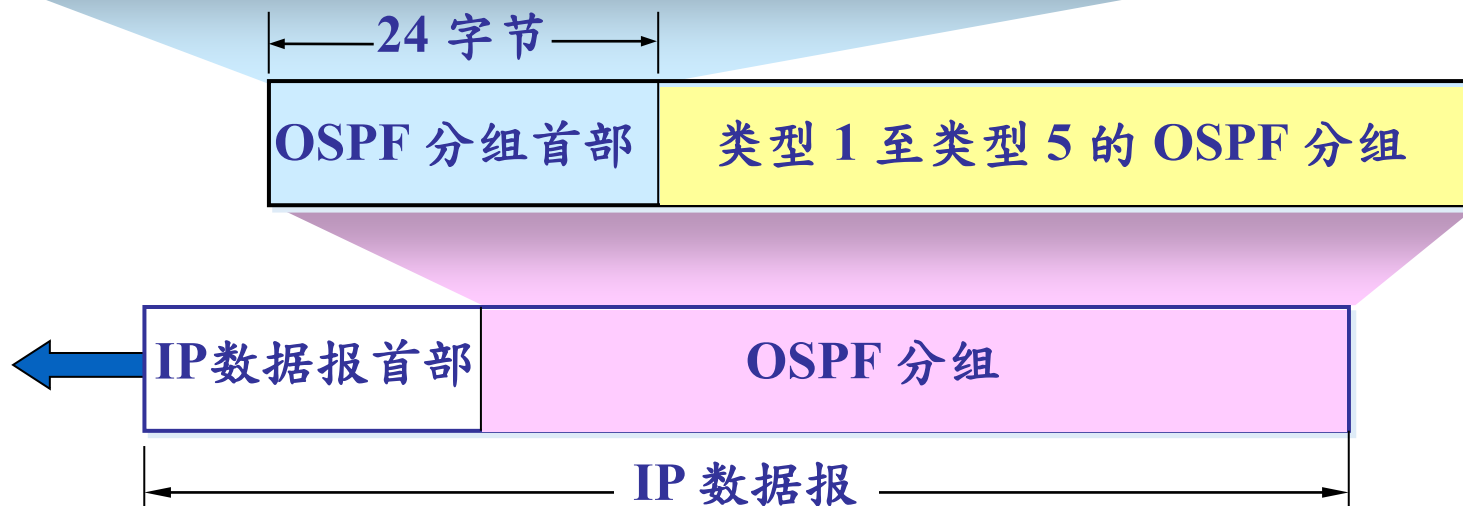 24 字节
OSPF 分组首部
类型 1 至类型 5 的 OSPF 分组
IP数据报首部
OSPF 分组
IP 数据报